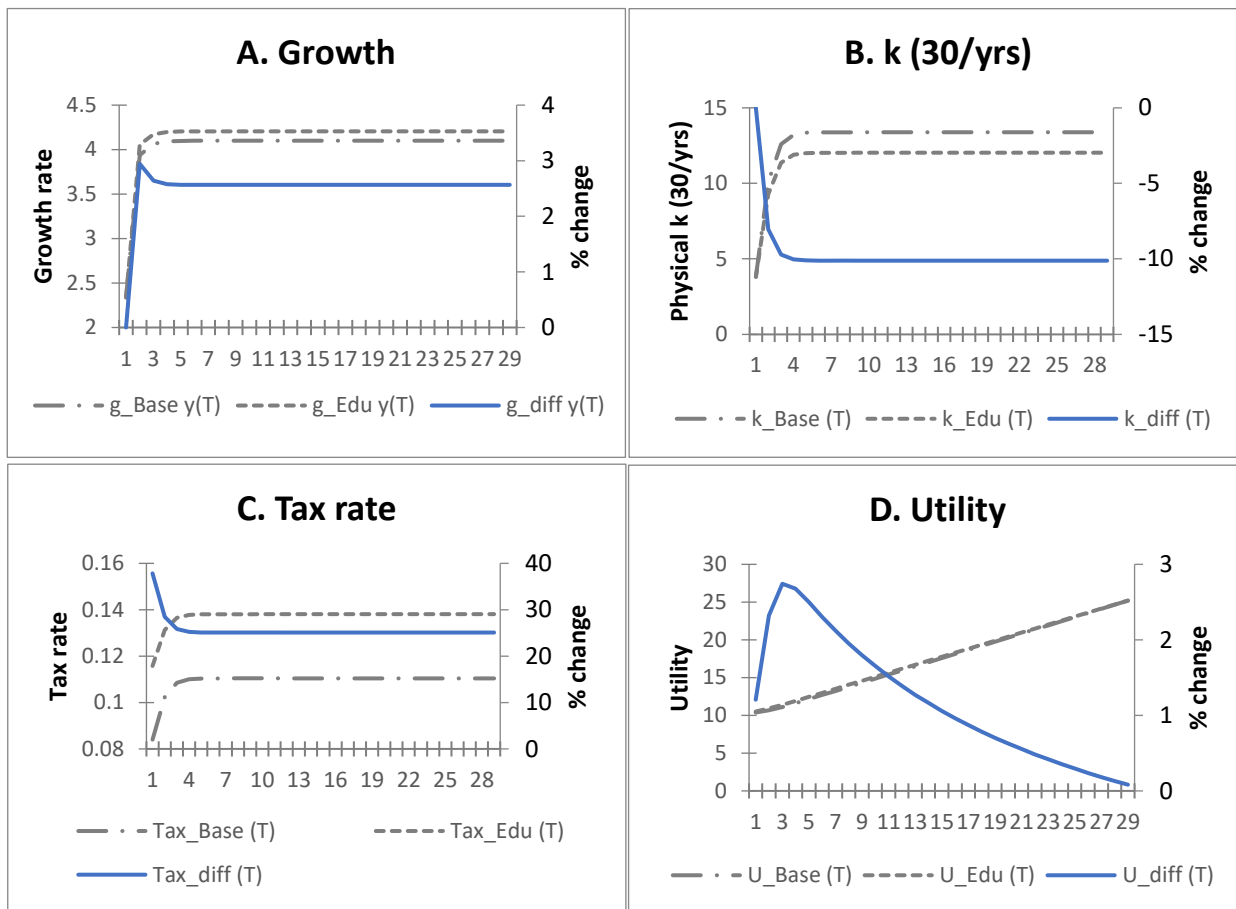 A. Growth
4.5
4
3.5
3
2.5
2
4
3
2
1
0
Growth rate
% change
1 3 5 7 9 11 13 15 17 19 21 23 25 27 29
g_Base y(T) g_Edu y(T) g_diff y(T)
B. k (30/yrs)
15
10
5
0
0
-5
-10
-15
Physical k (30/yrs)
% change
1 4 7 10 13 16 19 22 25 28
k_Base (T) k_Edu (T) k_diff (T)
C. Tax rate
0.16
0.14
0.12
0.1
0.08
40
30
20
10
0
Tax rate
% change
1 4 7 10 13 16 19 22 25 28
Tax_Base (T) Tax_Edu (T)
Tax_diff (T)
D. Utility
30
25
20
15
10
5
0
3
2
1
0
Utility
% change
1 3 5 7 9 11 13 15 17 19 21 23 25 27 29
U_Base (T) U_Edu (T) U_diff (T)